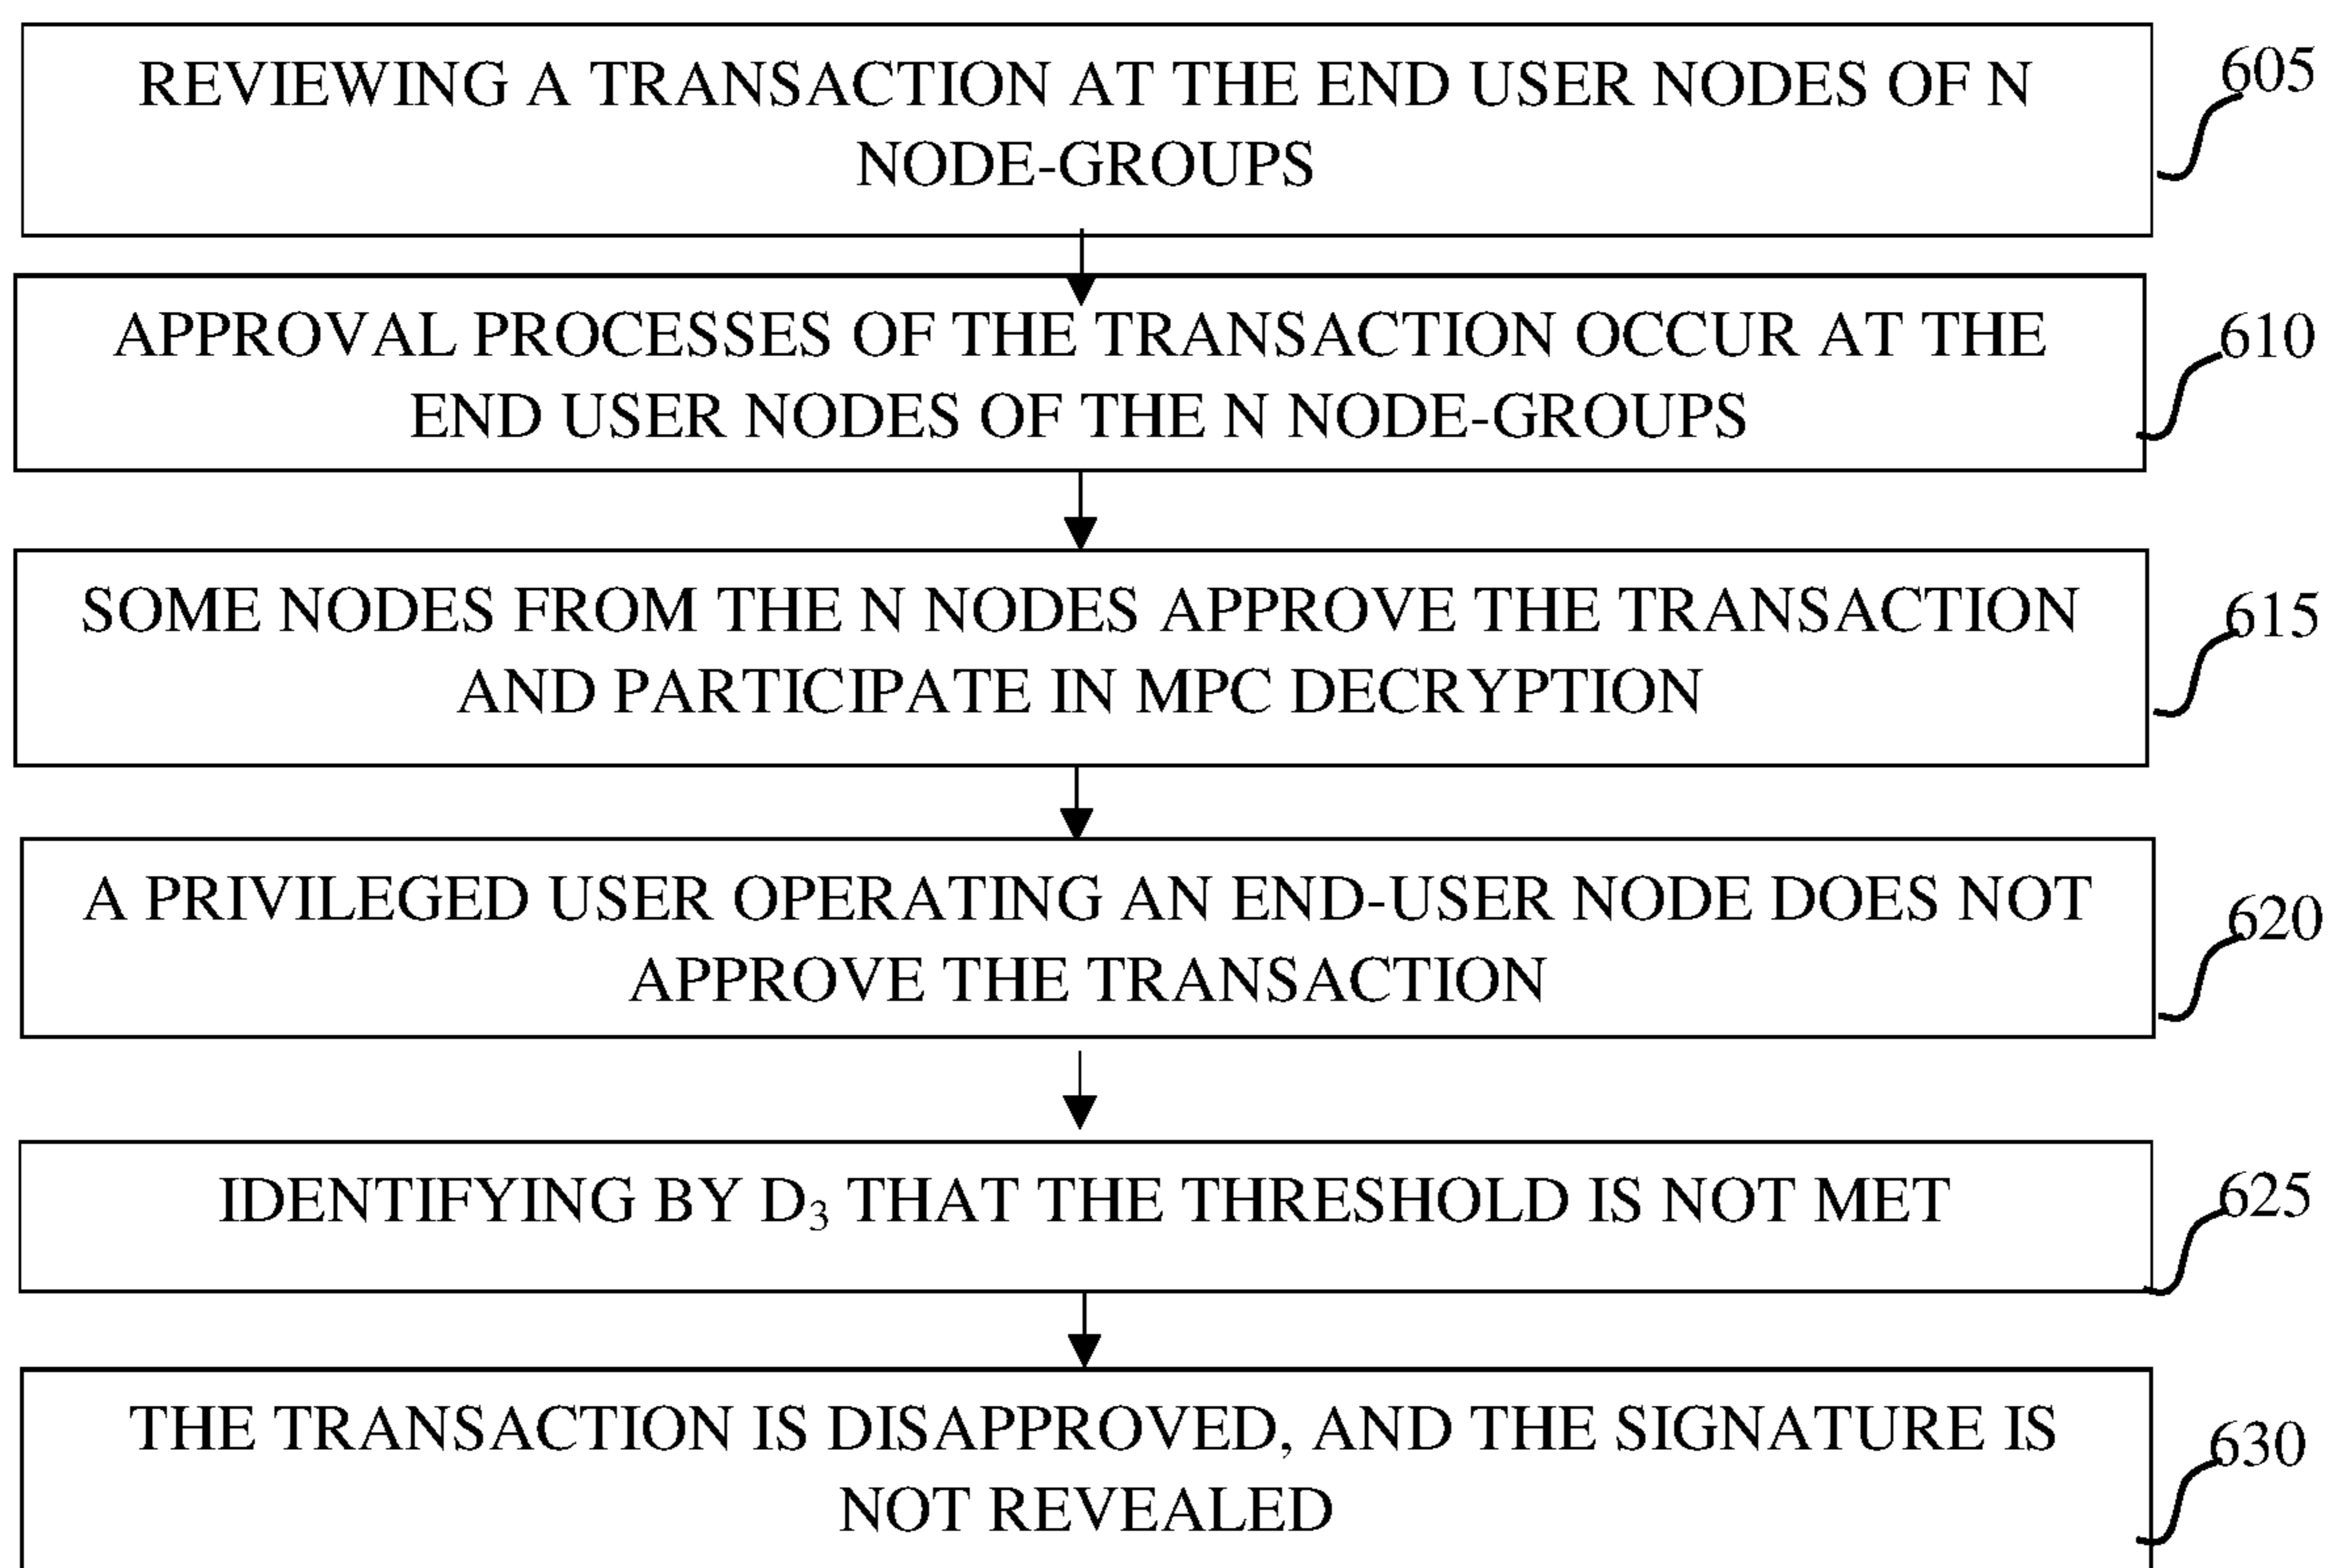 REVIEWING A TRANSACTION AT THE END USER NODES OF N
NODE-GROUPS
605
APPROVAL PROCESSES OF THE TRANSACTION OCCUR AT THE
END USER NODES OF THE N NODE-GROUPS
610
SOME NODES FROM THE N NODES APPROVE THE TRANSACTION
AND PARTICIPATE IN MPC DECRYPTION
615
A PRIVILEGED USER OPERATING AN END-USER NODE DOES NOT
APPROVE THE TRANSACTION
620
IDENTIFYING BY D₃ THAT THE THRESHOLD IS NOT MET
625
THE TRANSACTION IS DISAPPROVED, AND THE SIGNATURE IS
NOT REVEALED
630